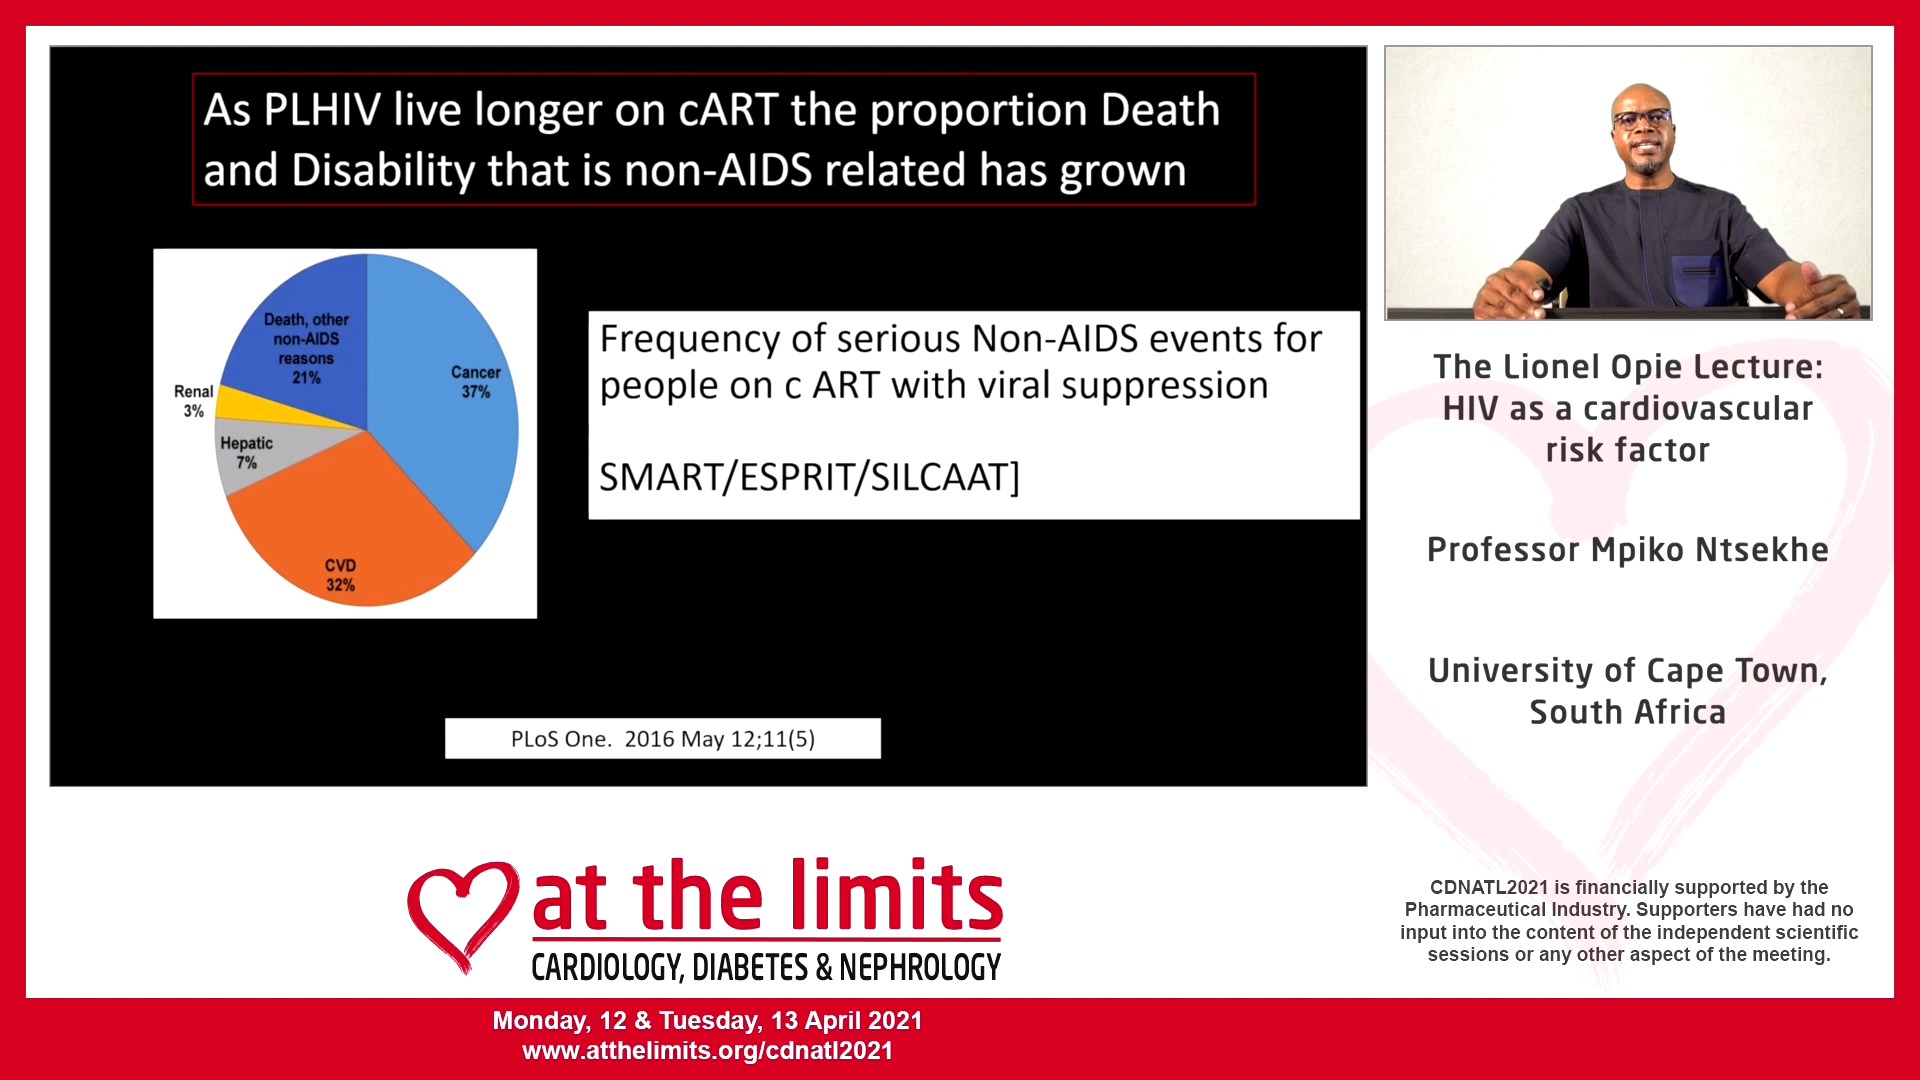 As PLHIV live longer on cART the proportion Death
and Disability that is non-AIDS related has grown
Death, other
non-AIDS
reasons
21%
Cancer
37%
Renal
3%
Hepatic
7%
CVD
32%
Frequency of serious Non-AIDS events for
people on c ART with viral suppression
SMART/ESPRIT/SILCAAT]
PLoS One.  2016 May 12;11(5)
The Lionel Opie Lecture:
HIV as a cardiovascular
risk factor
Professor Mpiko Ntsekhe
University of Cape Town,
South Africa
at the limits
CARDIOLOGY, DIABETES & NEPHROLOGY
CDNATL2021 is financially supported by the
Pharmaceutical Industry. Supporters have had no
input into the content of the independent scientific
sessions or any other aspect of the meeting.
Monday, 12 & Tuesday, 13 April 2021
www.atthelimits.org/cdnatl2021